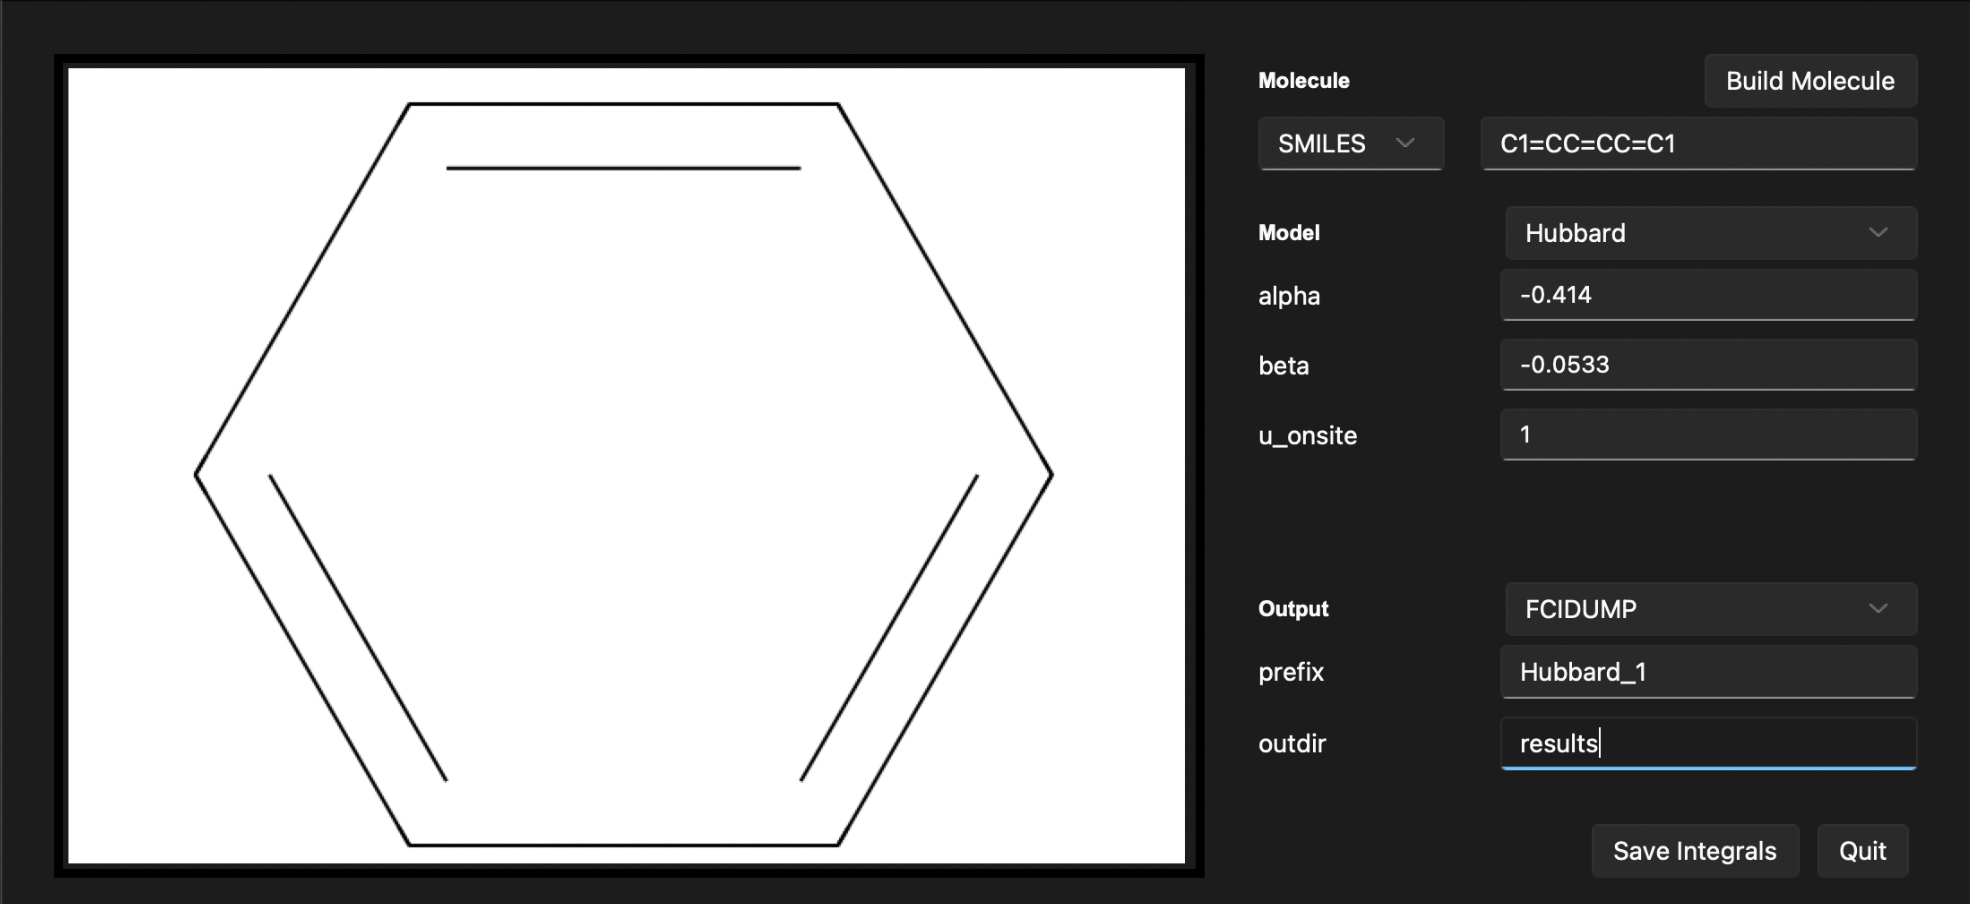 Molecule
Build Molecule
SMILES
C1=CC=CC=C1
Model
Hubbard
alpha
-0.414
beta
-0.0533
u_onsite
1
Output
FCIDUMP
prefix
Hubbard_1
outdir
results
Save Integrals
Quit